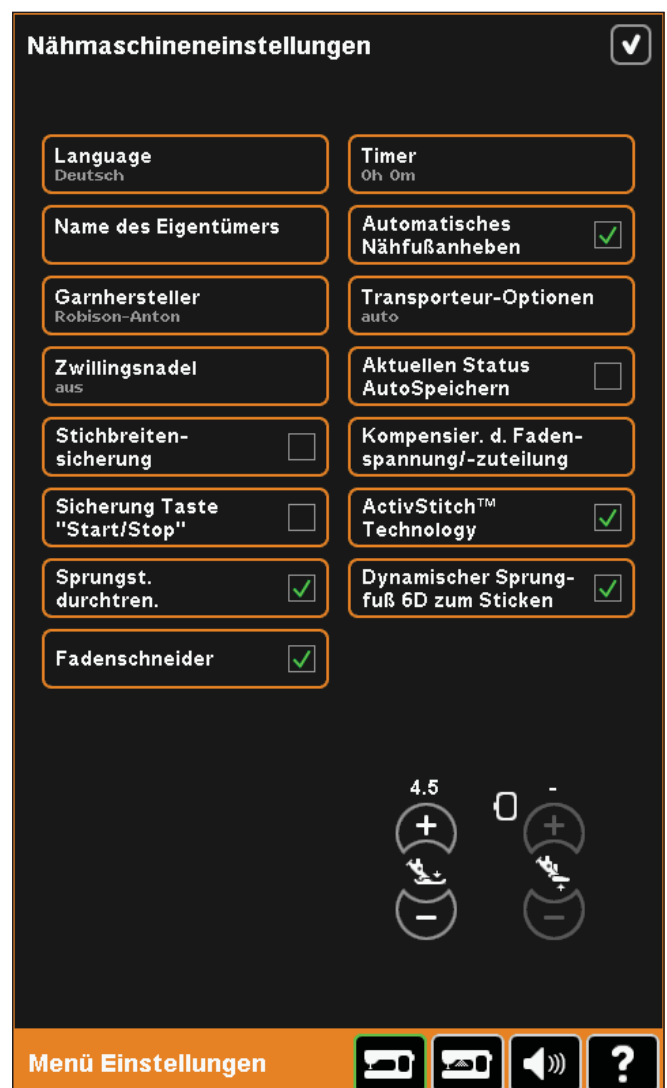 Nähmaschineneinstellungen
Language
Deutsch
Timer
0h 0m
Name des Eigentümers
Automatisches
Nähfußanheben
Garnhersteller
Robison-Anton
Transporteur-Optionen
auto
Zwillingsnadel
aus
Aktuellen Status
AutoSpeichern
Stichbreiten-
sicherung
Kompensier. d. Faden-
spannung/-zuteilung
Sicherung Taste
"Start/Stop"
ActivStitch™
Technology
Sprungst.
durchtren.
Dynamischer Sprung-
fuß 6D zum Sticken
Fadenschneider
4.5
-
+
+
-
-
Menü Einstellungen
?